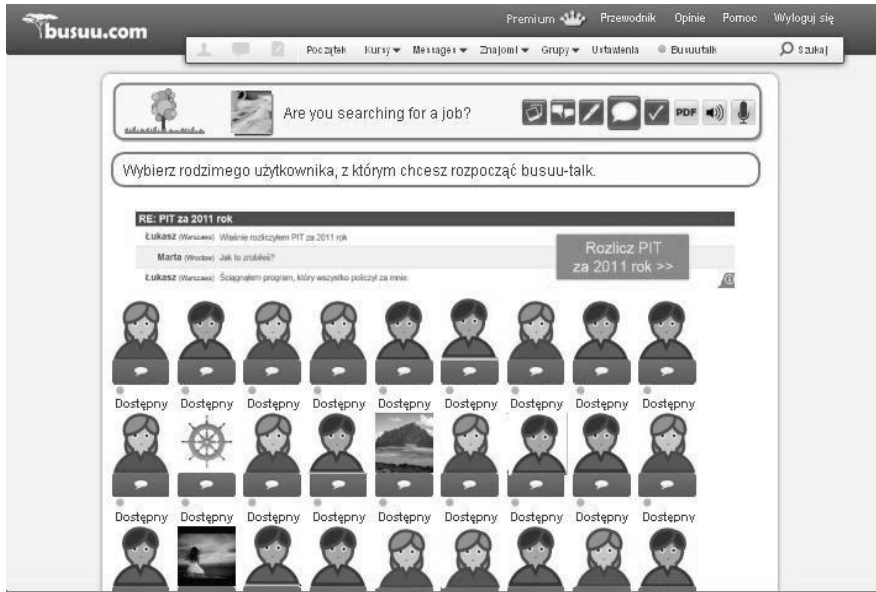 Premium Przewodnik Opinie Pomoc Wyloguj się
busuu.com
Początek Kursy Messages Znajomi Grupy Ustawienia Busuutalk Szukaj
Are you searching for a job? PDF
Wybierz rodzimego użytkownika, z którym chcesz rozpocząć busuu-talk.
RE: PIT za 2011 rok
Łukasz (Warszawa) Właśnie rozliczyłem PIT za 2011 rok
Marta (Wrocław) Jak to zrobiłeś?
Łukasz (Warszawa) Ściągnąłem program, który wszystko policzył za mnie.
Rozlicz PIT
za 2011 rok >>
Dostępny Dostępny Dostępny Dostępny Dostępny Dostępny Dostępny Dostępny Dostępny
Dostępny Dostępny Dostępny Dostępny Dostępny Dostępny Dostępny Dostępny Dostępny